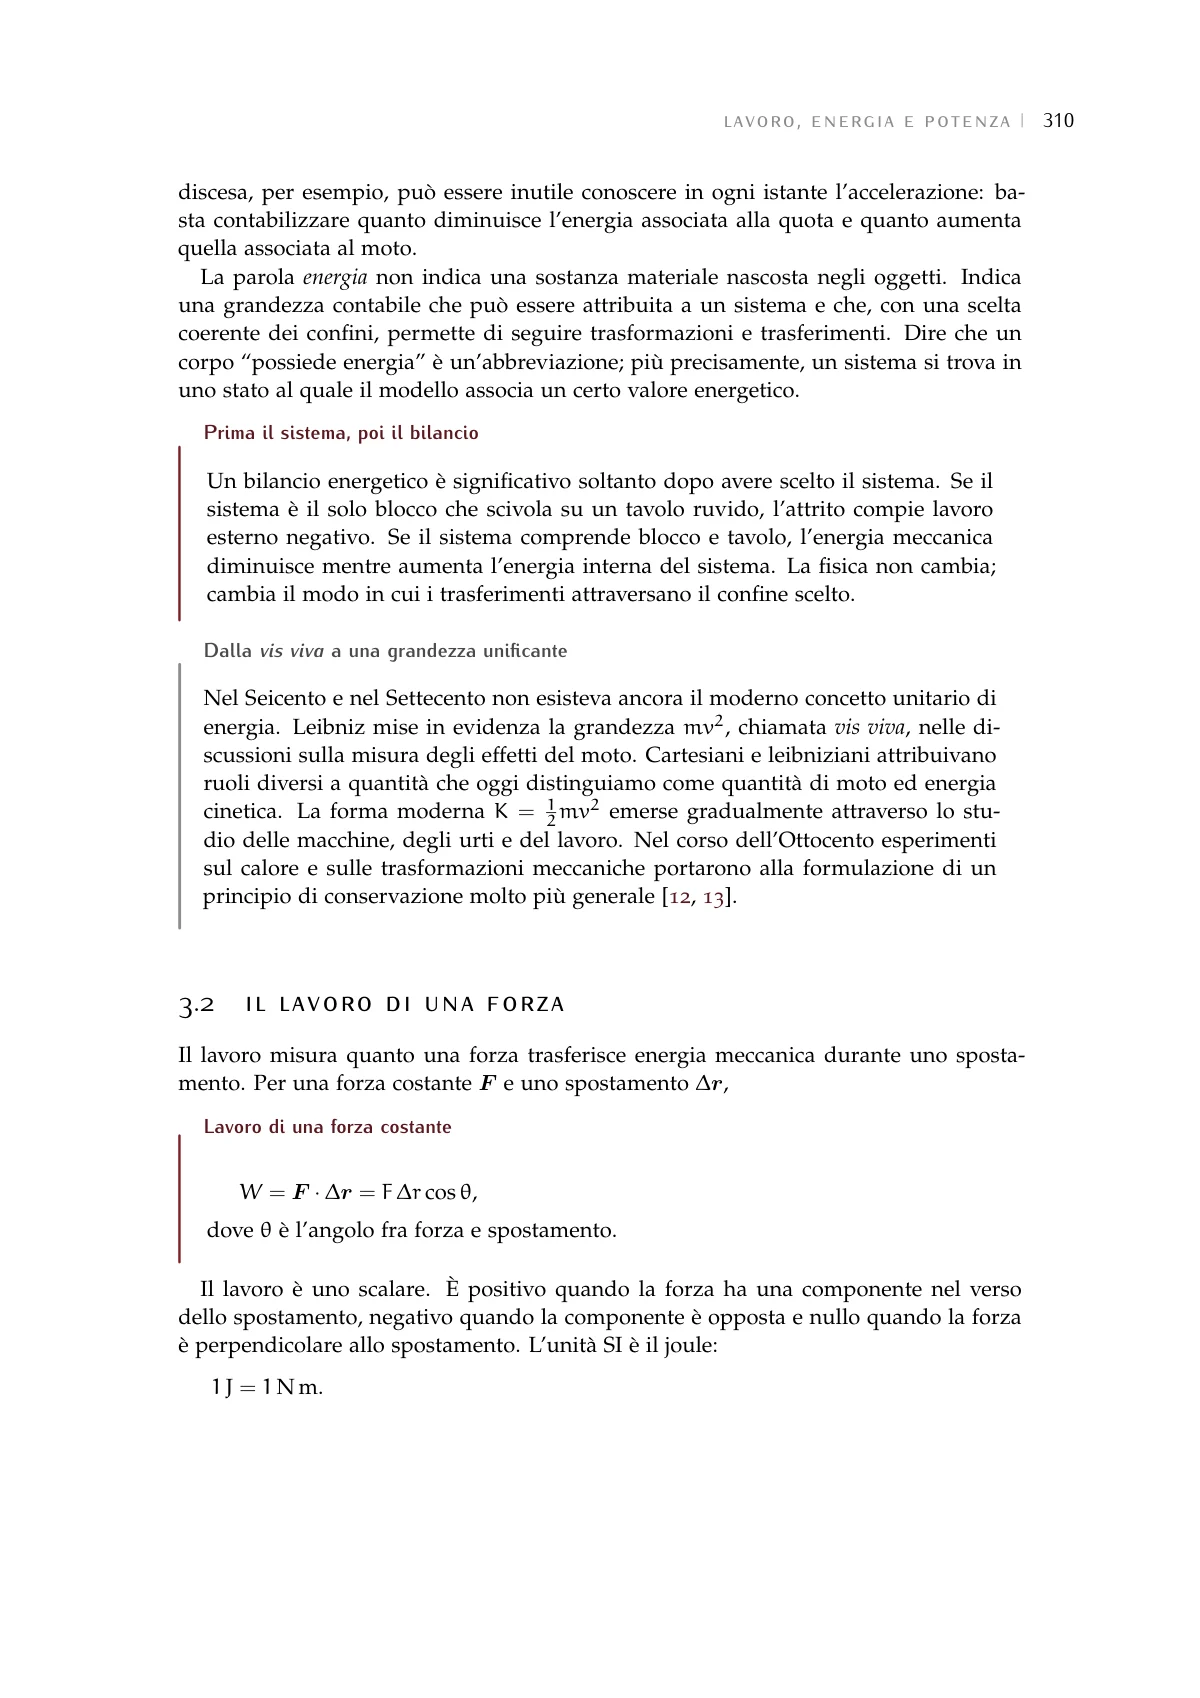 LAVORO, ENERGIA E POTENZA | 310
discesa, per esempio, può essere inutile conoscere in ogni istante l'accelerazione: ba-
sta contabilizzare quanto diminuisce l'energia associata alla quota e quanto aumenta
quella associata al moto.
La parola energia non indica una sostanza materiale nascosta negli oggetti. Indica
una grandezza contabile che può essere attribuita a un sistema e che, con una scelta
coerente dei confini, permette di seguire trasformazioni e trasferimenti. Dire che un
corpo “possiede energia” è un'abbreviazione; più precisamente, un sistema si trova in
uno stato al quale il modello associa un certo valore energetico.
Prima il sistema, poi il bilancio
Un bilancio energetico è significativo soltanto dopo avere scelto il sistema. Se il
sistema è il solo blocco che scivola su un tavolo ruvido, l'attrito compie lavoro
esterno negativo. Se il sistema comprende blocco e tavolo, l'energia meccanica
diminuisce mentre aumenta l'energia interna del sistema. La fisica non cambia;
cambia il modo in cui i trasferimenti attraversano il confine scelto.
Dalla vis viva a una grandezza unificante
Nel Seicento e nel Settecento non esisteva ancora il moderno concetto unitario di
energia. Leibniz mise in evidenza la grandezza mv², chiamata vis viva, nelle di-
scussioni sulla misura degli effetti del moto. Cartesiani e leibniziani attribuivano
ruoli diversi a quantità che oggi distinguiamo come quantità di moto ed energia
cinetica. La forma moderna K = ½mv² emerse gradualmente attraverso lo stu-
dio delle macchine, degli urti e del lavoro. Nel corso dell'Ottocento esperimenti
sul calore e sulle trasformazioni meccaniche portarono alla formulazione di un
principio di conservazione molto più generale [12, 13].
3.2 IL LAVORO DI UNA FORZA
Il lavoro misura quanto una forza trasferisce energia meccanica durante uno sposta-
mento. Per una forza costante F e uno spostamento Δr,
Lavoro di una forza costante
W = F · Δr = F Δr cos θ,
dove θ è l'angolo fra forza e spostamento.
Il lavoro è uno scalare. È positivo quando la forza ha una componente nel verso
dello spostamento, negativo quando la componente è opposta e nullo quando la forza
è perpendicolare allo spostamento. L'unità SI è il joule:
1 J = 1 N m.